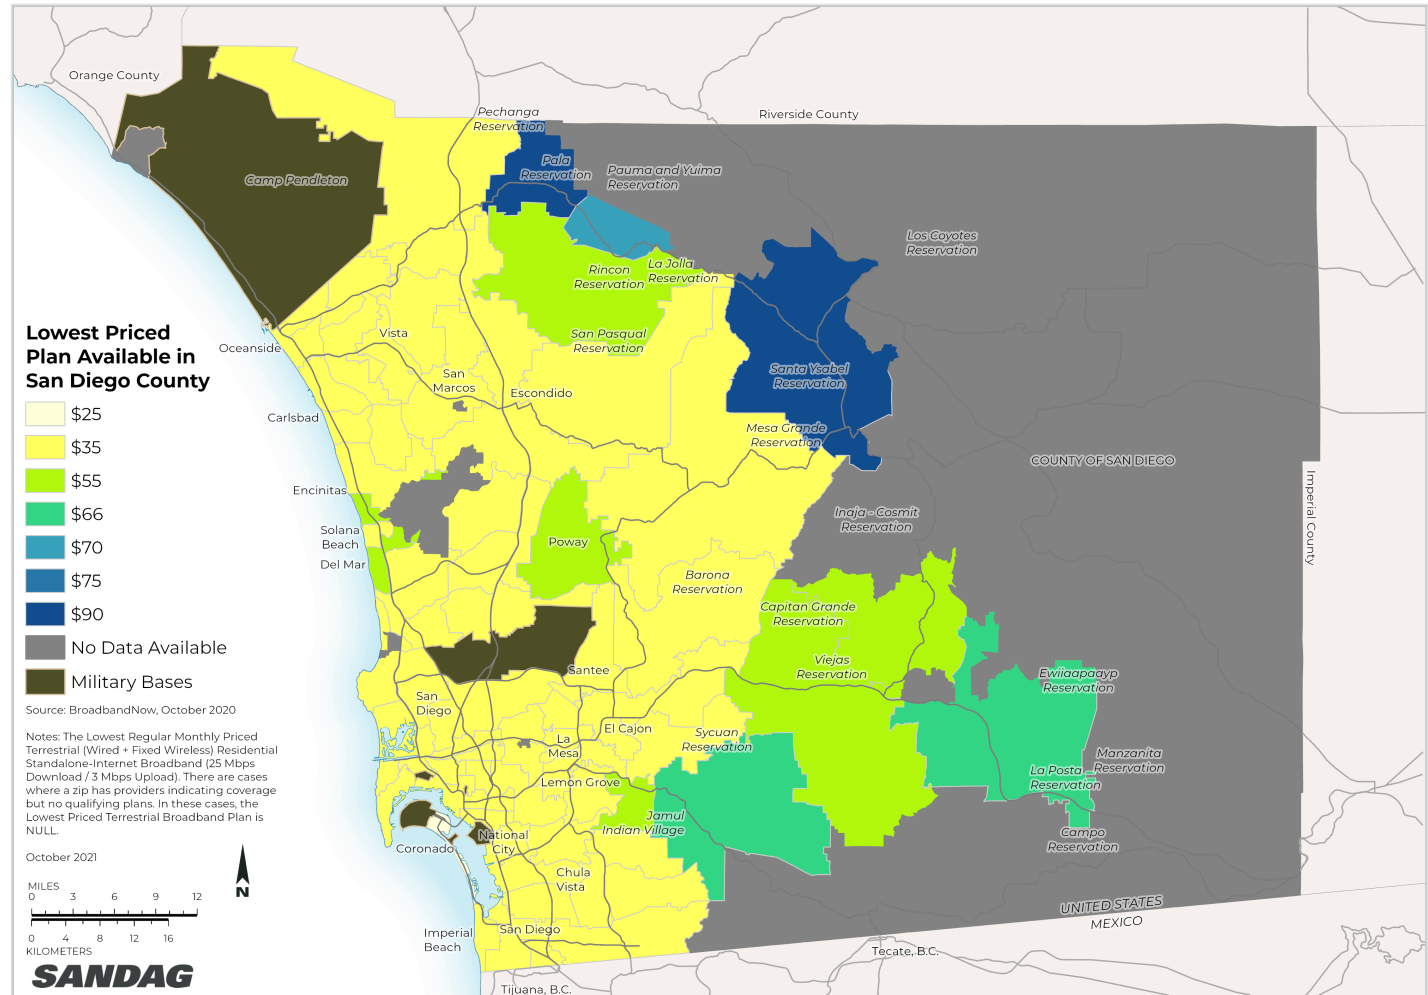 Orange County
Riverside County
Pechanga
Reservation
Pala
Reservation
Pauma and Yuima
Reservation
Camp Pendleton
Los Coyotes
Reservation
La Jolla
Reservation
Rincon
Reservation
San Pasqual
Reservation
Vista
Oceanside
San
Marcos
Escondido
Santa Ysabel
Reservation
Carlsbad
Mesa Grande
Reservation
COUNTY OF SAN DIEGO
Imperial County
Encinitas
Inaja - Cosmit
Reservation
Solana
Beach
Del Mar
Poway
Barona
Reservation
Capitan Grande
Reservation
Viejas
Reservation
Santee
Ewiiaapaayp
Reservation
San
Diego
El Cajon
La
Mesa
Sycuan
Reservation
Manzanita
Reservation
La Posta
Reservation
Lemon Grove
Jamul
Indian Village
Campo
Reservation
National
City
Coronado
Chula
Vista
Imperial
Beach
San Diego
UNITED STATES
MEXICO
Tecate, B.C.
Tijuana, B.C.
Lowest Priced
Plan Available in
San Diego County
$25
$35
$55
$66
$70
$75
$90
No Data Available
Military Bases
Source: BroadbandNow, October 2020
Notes: The Lowest Regular Monthly Priced
Terrestrial (Wired + Fixed Wireless) Residential
Standalone-Internet Broadband (25 Mbps
Download / 3 Mbps Upload). There are cases
where a zip has providers indicating coverage
but no qualifying plans. In these cases, the
Lowest Priced Terrestrial Broadband Plan is
NULL.
October 2021
N
MILES
0 3 6 9 12
0 4 8 12 16
KILOMETERS
SANDAG